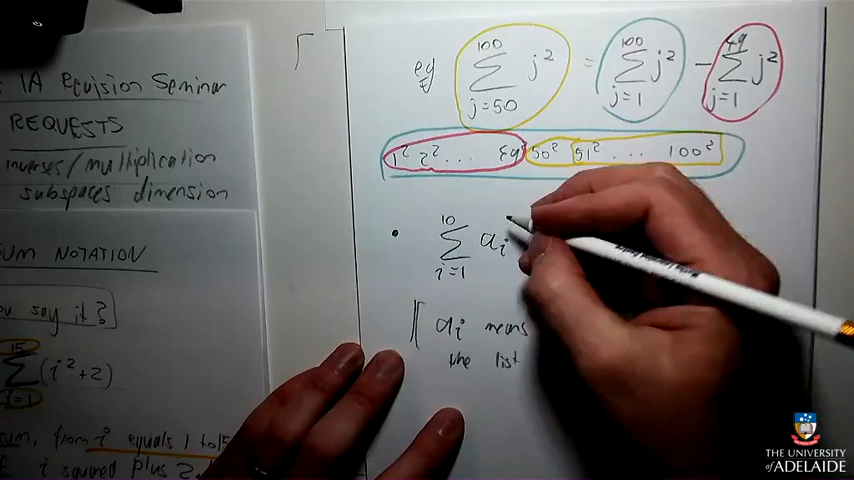 1A Revision Seminar
REQUESTS
inverses/multiplication
subspaces dimension
SUM NOTATION
you say it?
15
∑ (i²+2)
i=1
sum, from i equals 1 to 15
i squared plus 2
eg ∑ j² = ∑ j² - ∑ j²
100 100 49
j=50 j=1 j=1
1² 2² ... 49² 50² 51² ... 100²
10
• ∑ aᵢ
i=1
aᵢ means
the list
THE UNIVERSITY
of ADELAIDE